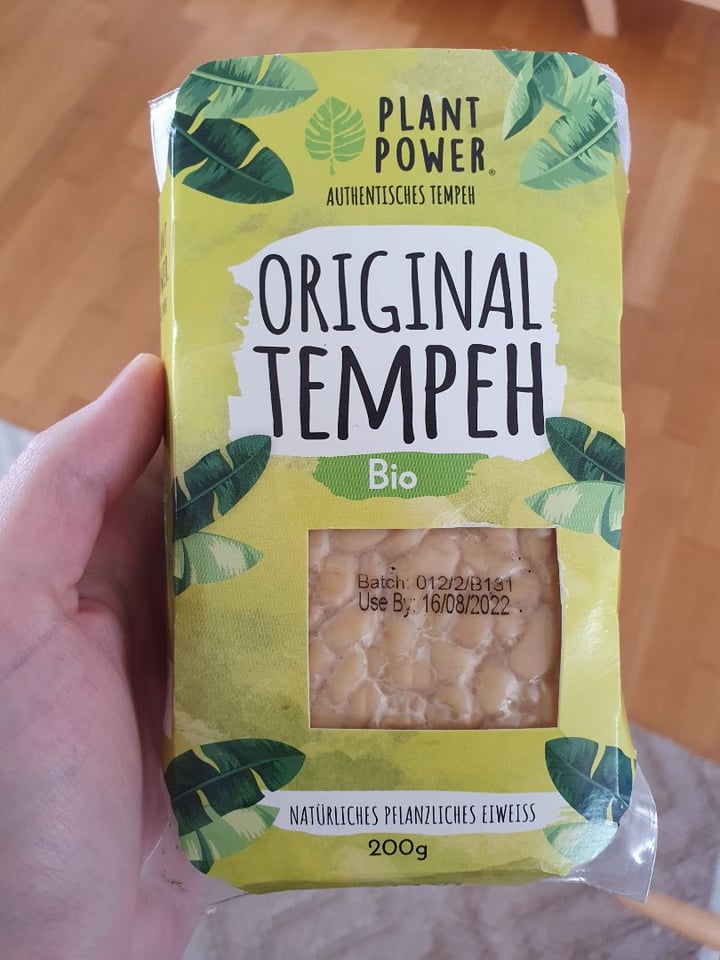 PLANT
POWER®
AUTHENTISCHES TEMPEH
ORIGINAL
TEMPEH
Bio
Batch: 012/2/B131
Use By: 16/08/2022
NATÜRLICHES PFLANZLICHES EIWEISS
200g